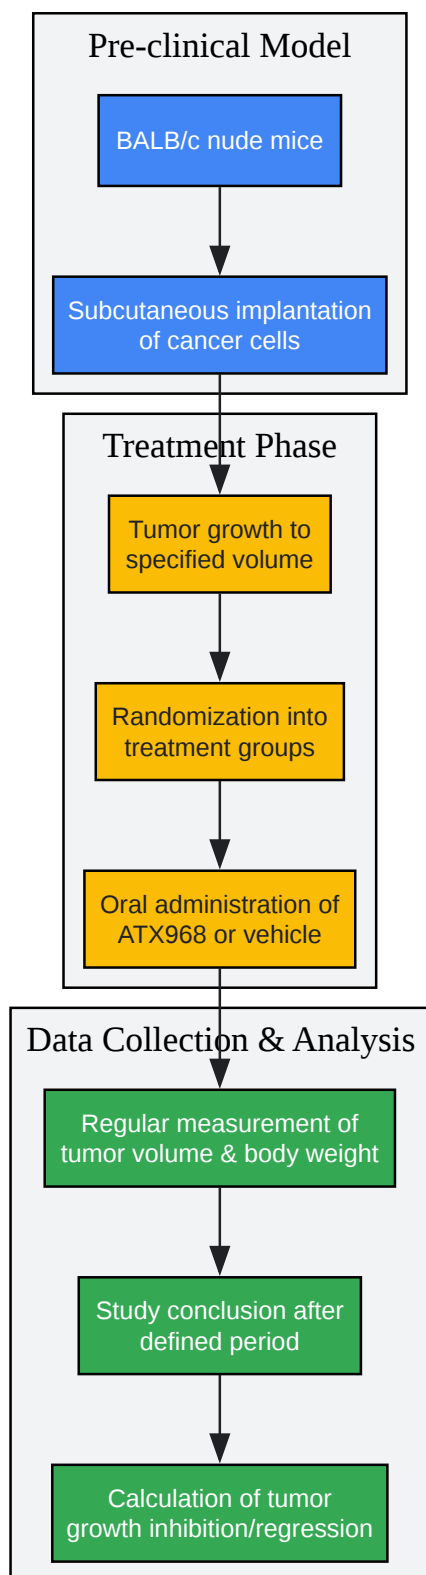 Pre-clinical Model
BALB/c nude mice
Subcutaneous implantation
of cancer cells
Treatment Phase
Tumor growth to
specified volume
Randomization into
treatment groups
Oral administration of
ATX968 or vehicle
Data Collection & Analysis
Regular measurement of
tumor volume & body weight
Study conclusion after
defined period
Calculation of tumor
growth inhibition/regression